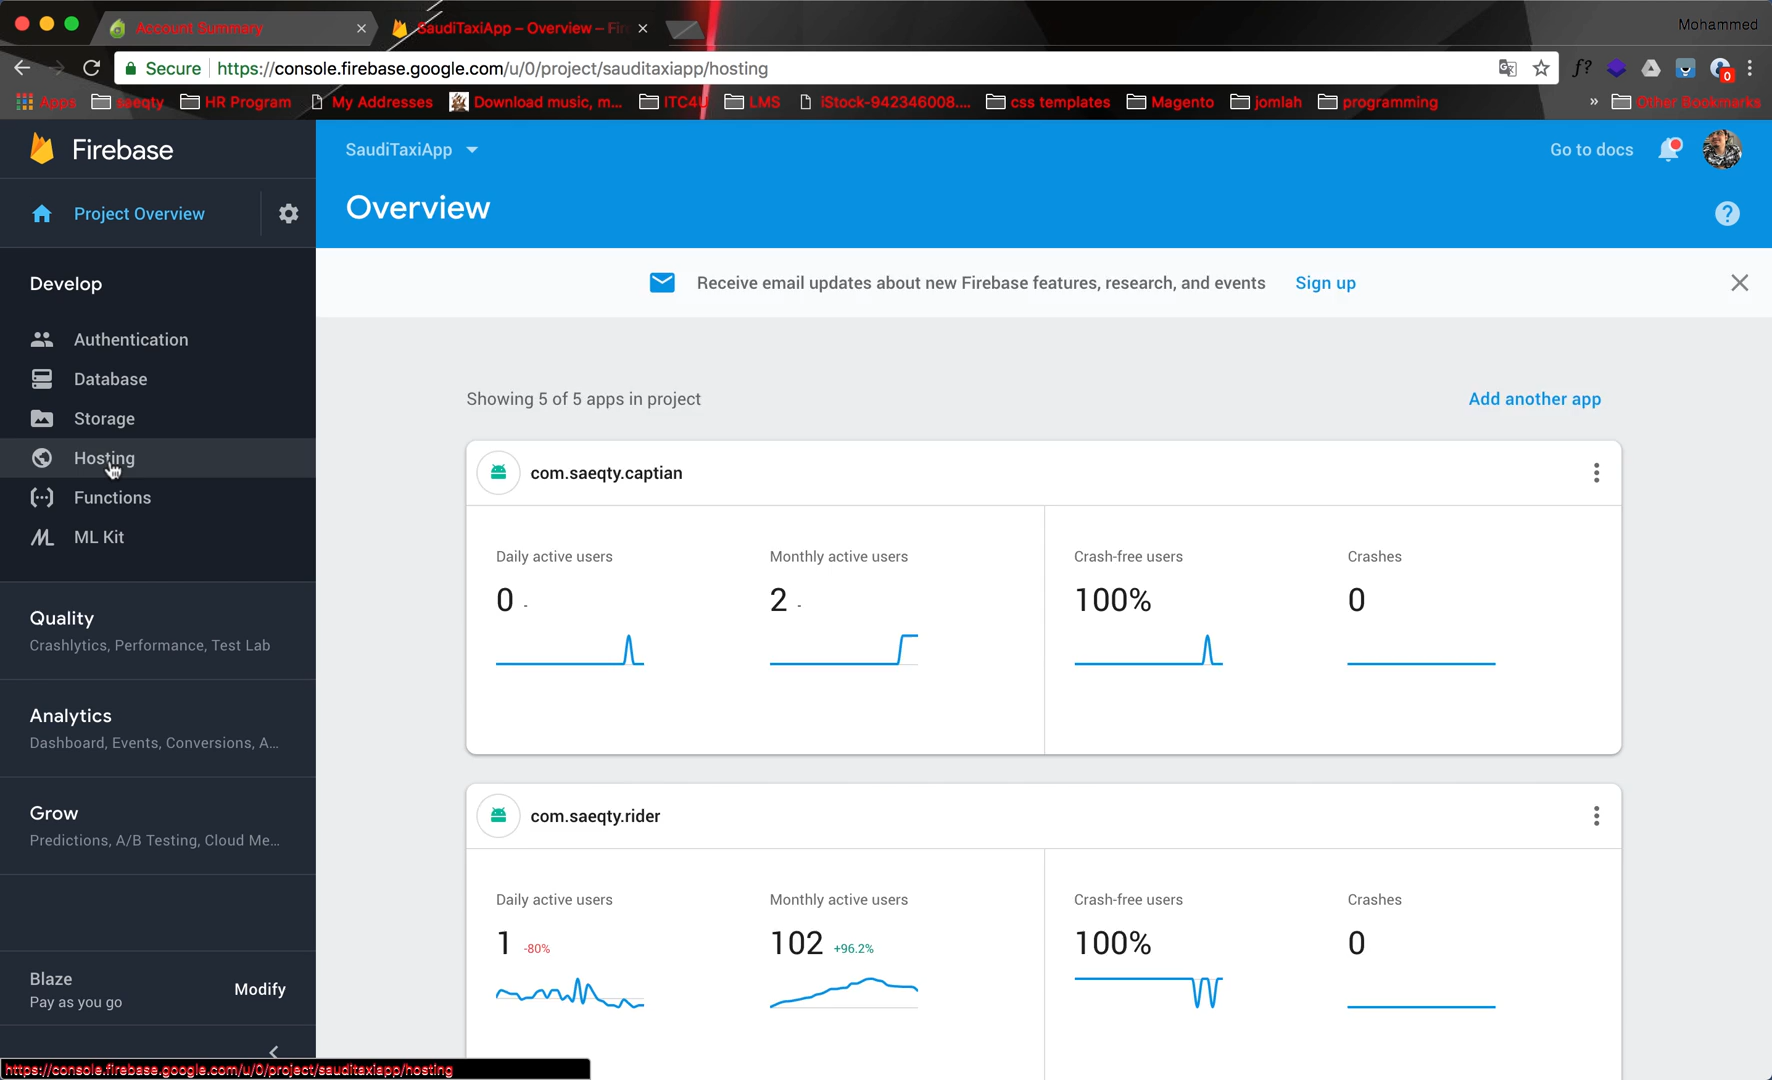 Account Summary
SaudiTaxiApp – Overview – Fir
Mohammed
Secure
https://console.firebase.google.com/u/0/project/sauditaxiapp/hosting
f?
0
Apps
saeqty
HR Program
My Addresses
Download music, m...
ITC4U
LMS
iStock-942346008....
css templates
Magento
jomlah
programming
»
Other Bookmarks
Firebase
SaudiTaxiApp
Go to docs
Project Overview
Overview
?
Receive email updates about new Firebase features, research, and events
Sign up
Develop
Authentication
Database
Storage
Hosting
Functions
ML Kit
Quality
Crashlytics, Performance, Test Lab
Analytics
Dashboard, Events, Conversions, A...
Grow
Predictions, A/B Testing, Cloud Me...
Blaze
Pay as you go
Modify
Showing 5 of 5 apps in project
Add another app
com.saeqty.captian
Daily active users
Monthly active users
Crash-free users
Crashes
0 -
2 -
100%
0
com.saeqty.rider
Daily active users
Monthly active users
Crash-free users
Crashes
1 -80%
102 +96.2%
100%
0
https://console.firebase.google.com/u/0/project/sauditaxiapp/hosting